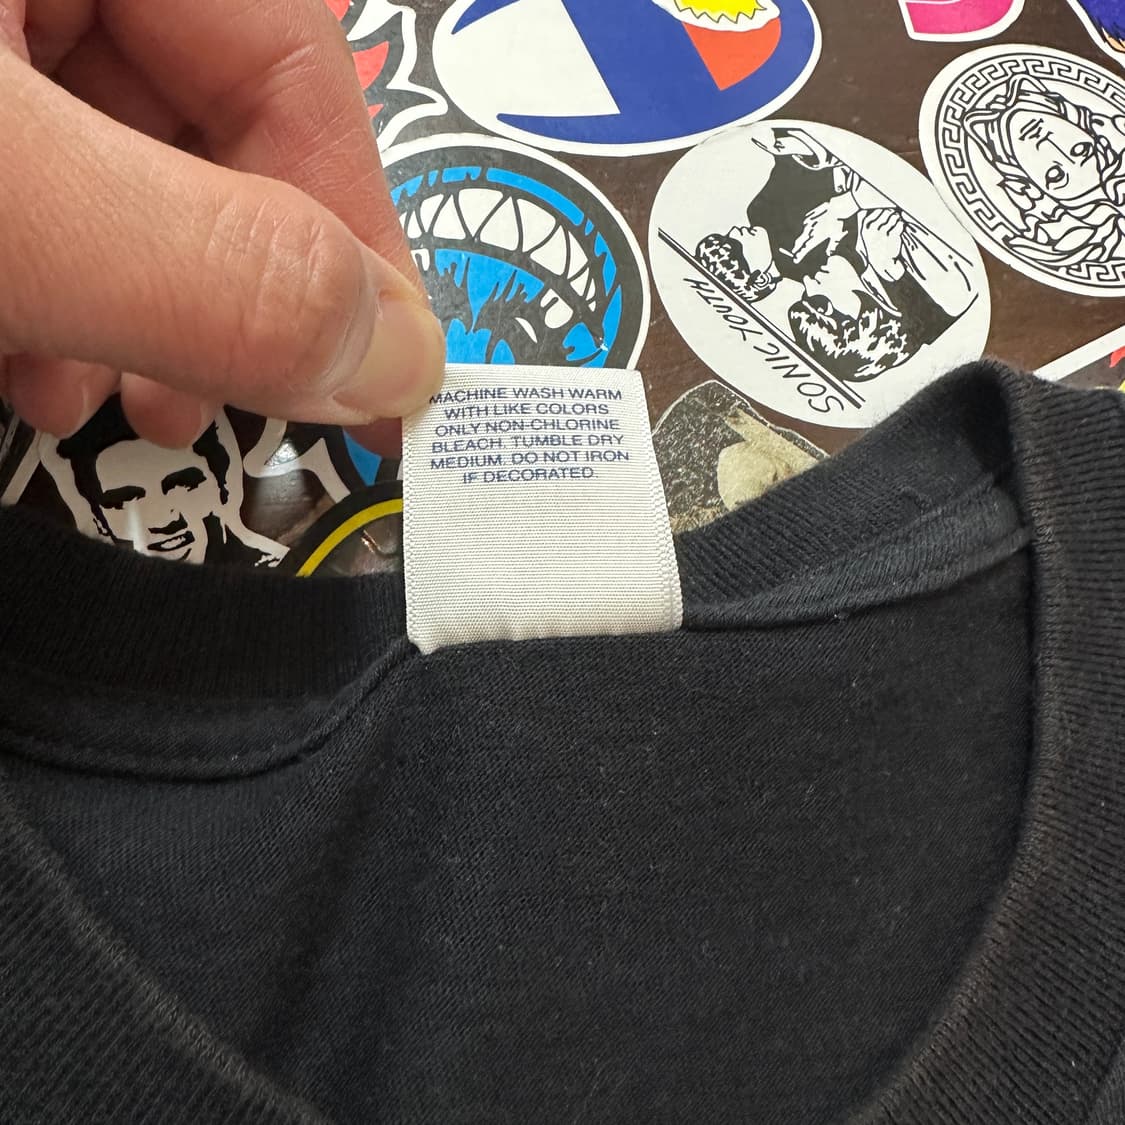 SONIC YOUTH
MACHINE WASH WARM
WITH LIKE COLORS
ONLY NON-CHLORINE
BLEACH. TUMBLE DRY
MEDIUM. DO NOT IRON
IF DECORATED.